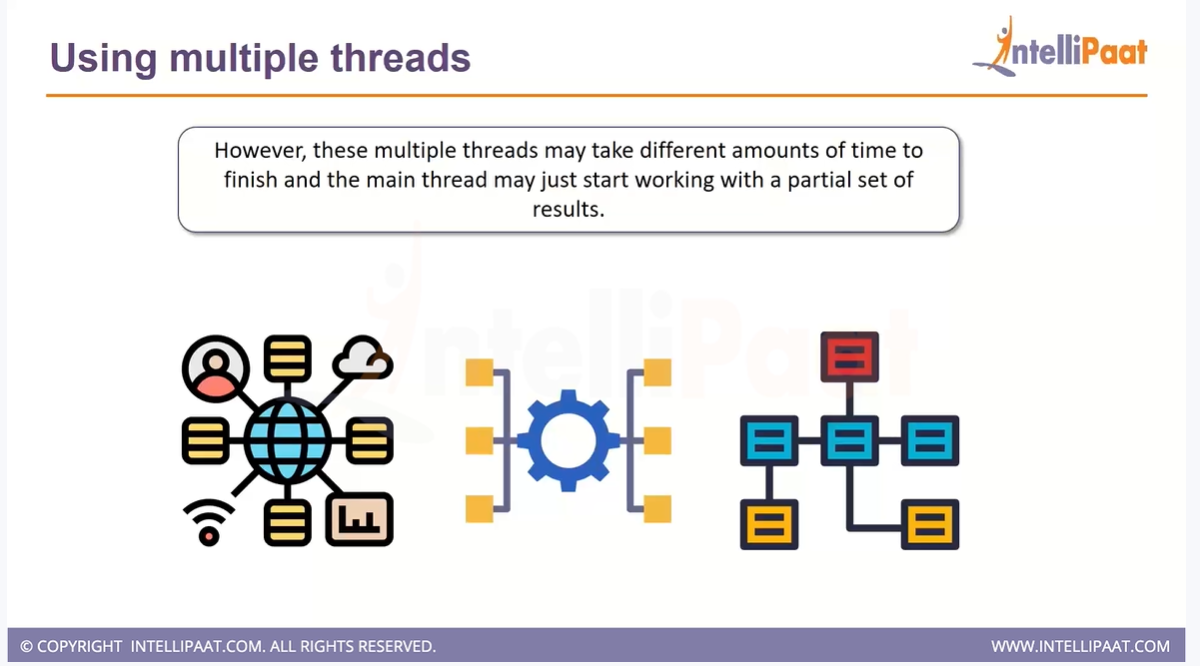 Using multiple threads
IntelliPaat
However, these multiple threads may take different amounts of time to
finish and the main thread may just start working with a partial set of
results.
IntelliPaat
© COPYRIGHT INTELLIPAAT.COM. ALL RIGHTS RESERVED.
WWW.INTELLIPAAT.COM